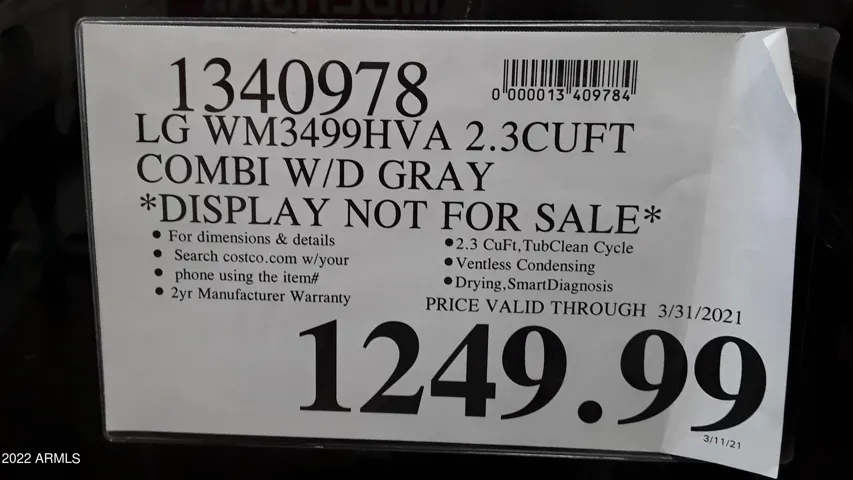 1340978
0 000013 409784
LG WM3499HVA 2.3CUFT
COMBI W/D GRAY
*DISPLAY NOT FOR SALE*
• For dimensions & details
• Search costco.com w/your
• phone using the item#
• 2yr Manufacturer Warranty
• 2.3 CuFt,TubClean Cycle
• Ventless Condensing
• Drying,SmartDiagnosis
PRICE VALID THROUGH 3/31/2021
1249.99
3/11/21
2022 ARMLS